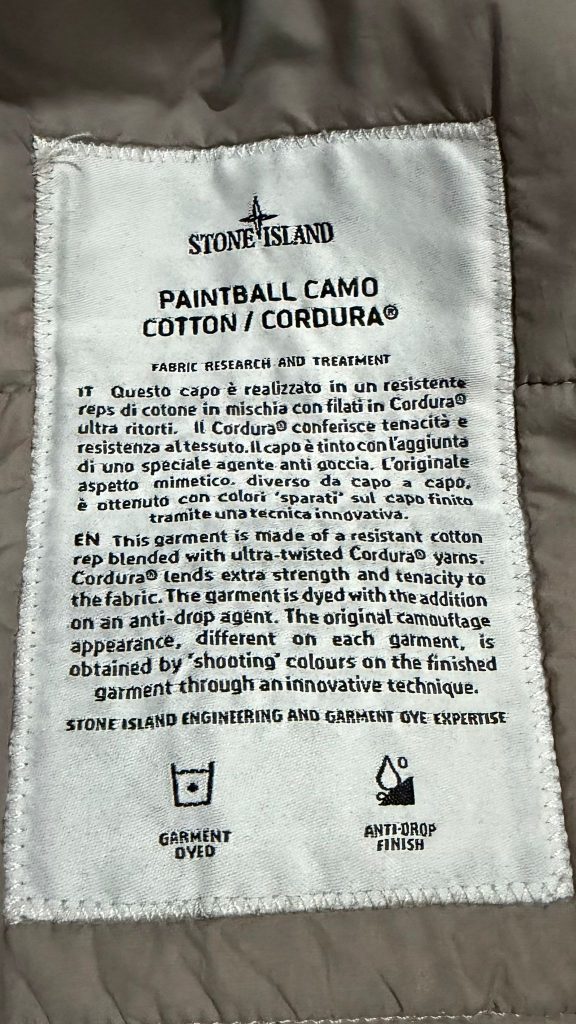 STONE ISLAND
PAINTBALL CAMO
COTTON / CORDURA®
FABRIC RESEARCH AND TREATMENT
IT Questo capo è realizzato in un resistente
reps di cotone in mischia con filati in Cordura®
ultra ritorti. Il Cordura® conferisce tenacità e
resistenza al tessuto. Il capo è tinto con l'aggiunta
di uno speciale agente anti goccia. L'originale
aspetto mimetico, diverso da capo a capo,
è ottenuto con colori 'sparati' sul capo finito
tramite una tecnica innovativa.
EN This garment is made of a resistant cotton
rep blended with ultra-twisted Cordura® yarns.
Cordura® lends extra strength and tenacity to
the fabric. The garment is dyed with the addition
on an anti-drop agent. The original camouflage
appearance, different on each garment, is
obtained by 'shooting' colours on the finished
garment through an innovative technique.
STONE ISLAND ENGINEERING AND GARMENT DYE EXPERTISE
GARMENT
DYED
ANTI-DROP
FINISH